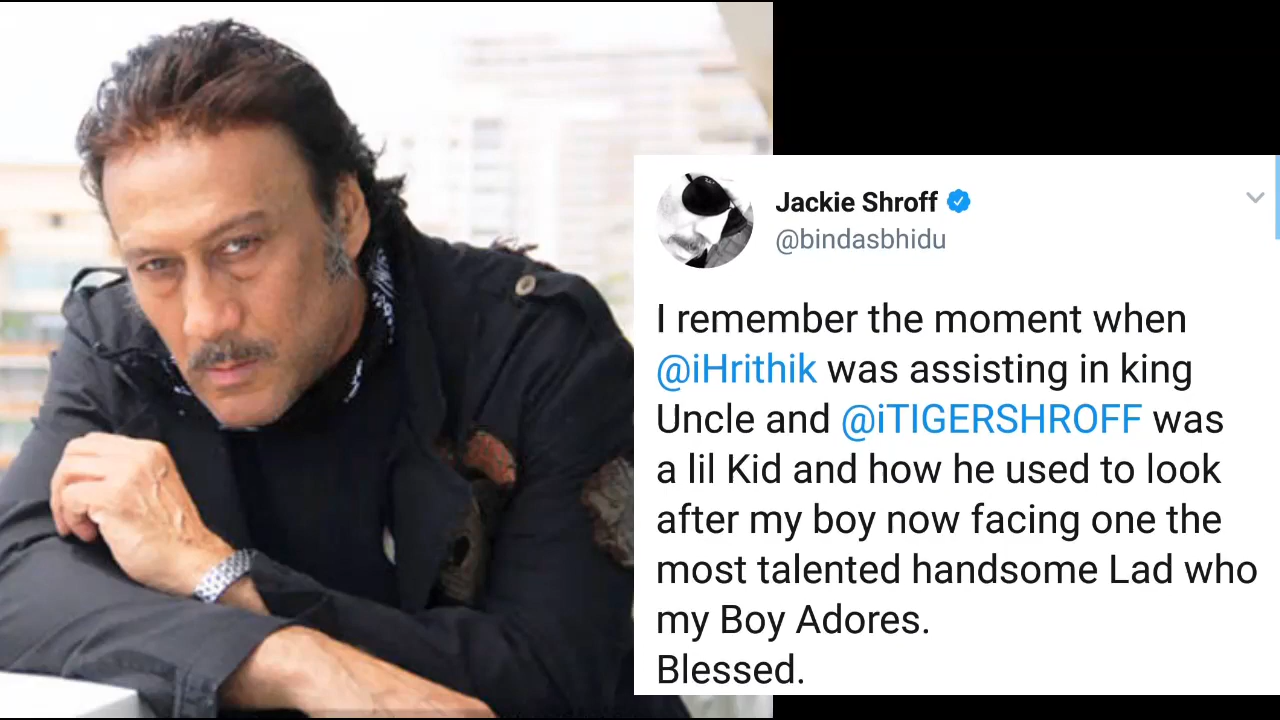 Jackie Shroff
@bindasbhidu
I remember the moment when
@iHrithik was assisting in king
Uncle and @iTIGERSHROFF was
a lil Kid and how he used to look
after my boy now facing one the
most talented handsome Lad who
my Boy Adores.
Blessed.